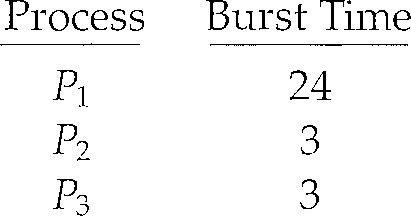 Process Burst Time
P₁ 24
P₂ 3
P₃ 3